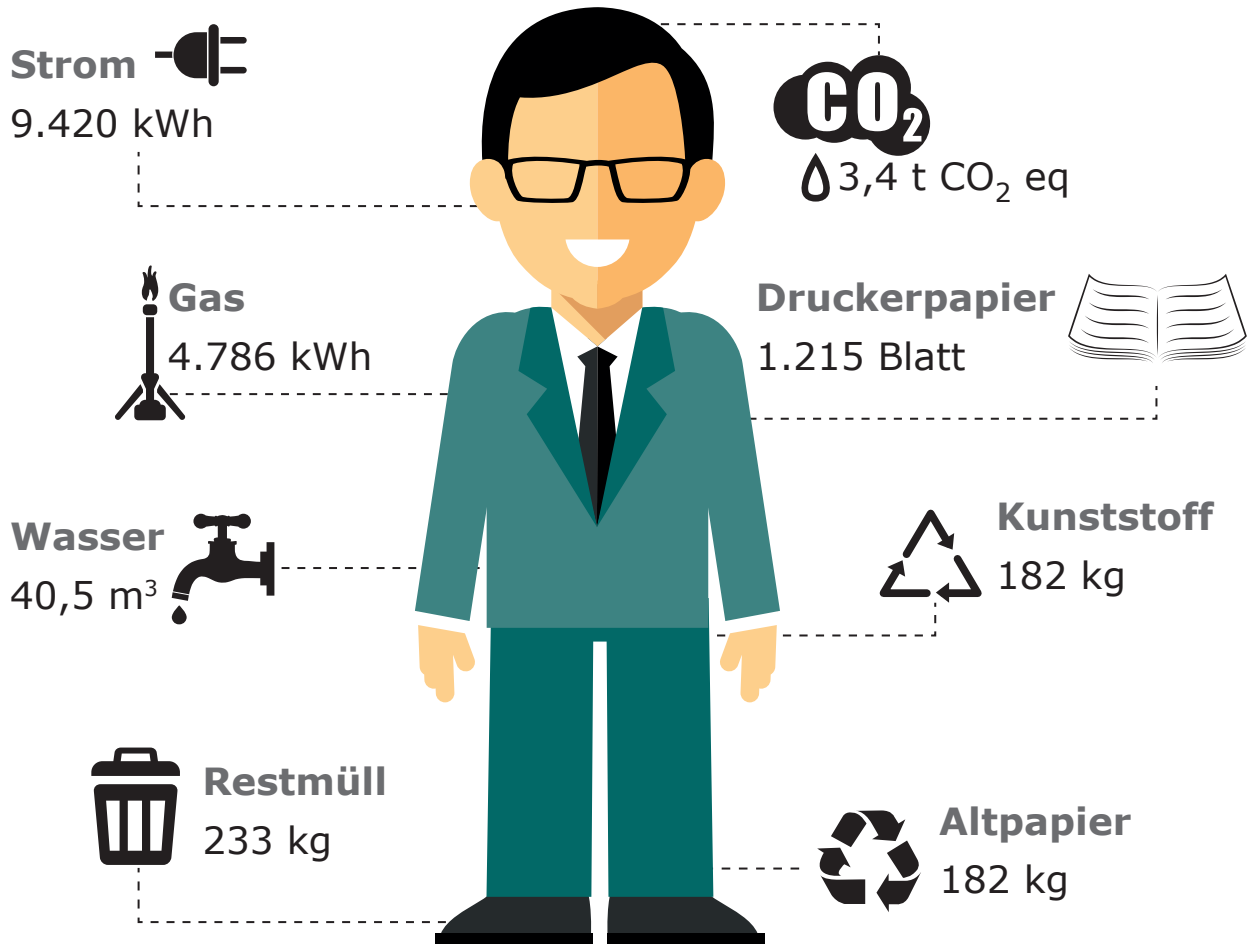 Strom
9.420 kWh
CO2
3,4 t CO₂ eq
Gas
4.786 kWh
Druckerpapier
1.215 Blatt
Wasser
40,5 m³
Kunststoff
182 kg
Restmüll
233 kg
Altpapier
182 kg